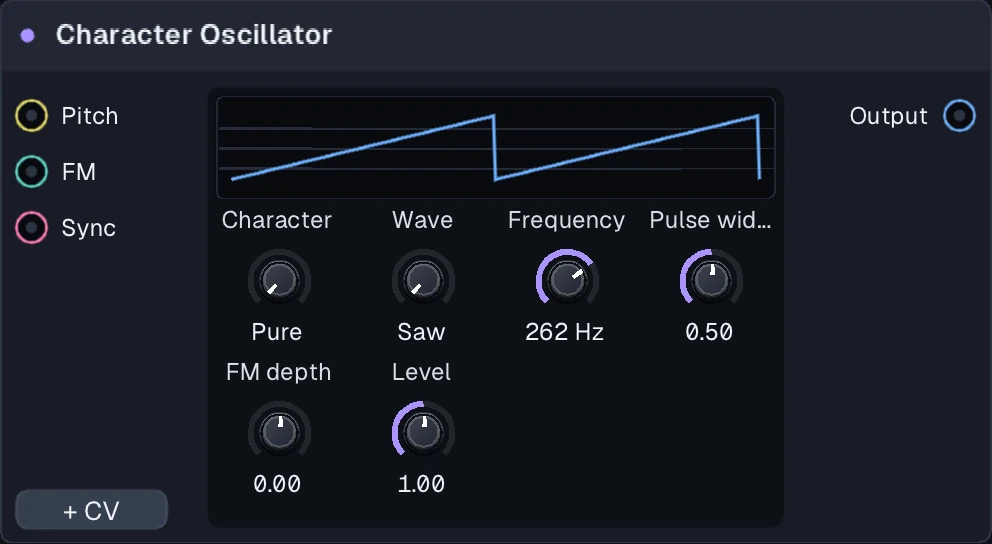 Character Oscillator
Pitch
FM
Sync
Output
Character
Wave
Frequency
Pulse wid...
Pure
Saw
262 Hz
0.50
FM depth
Level
0.00
1.00
+ CV